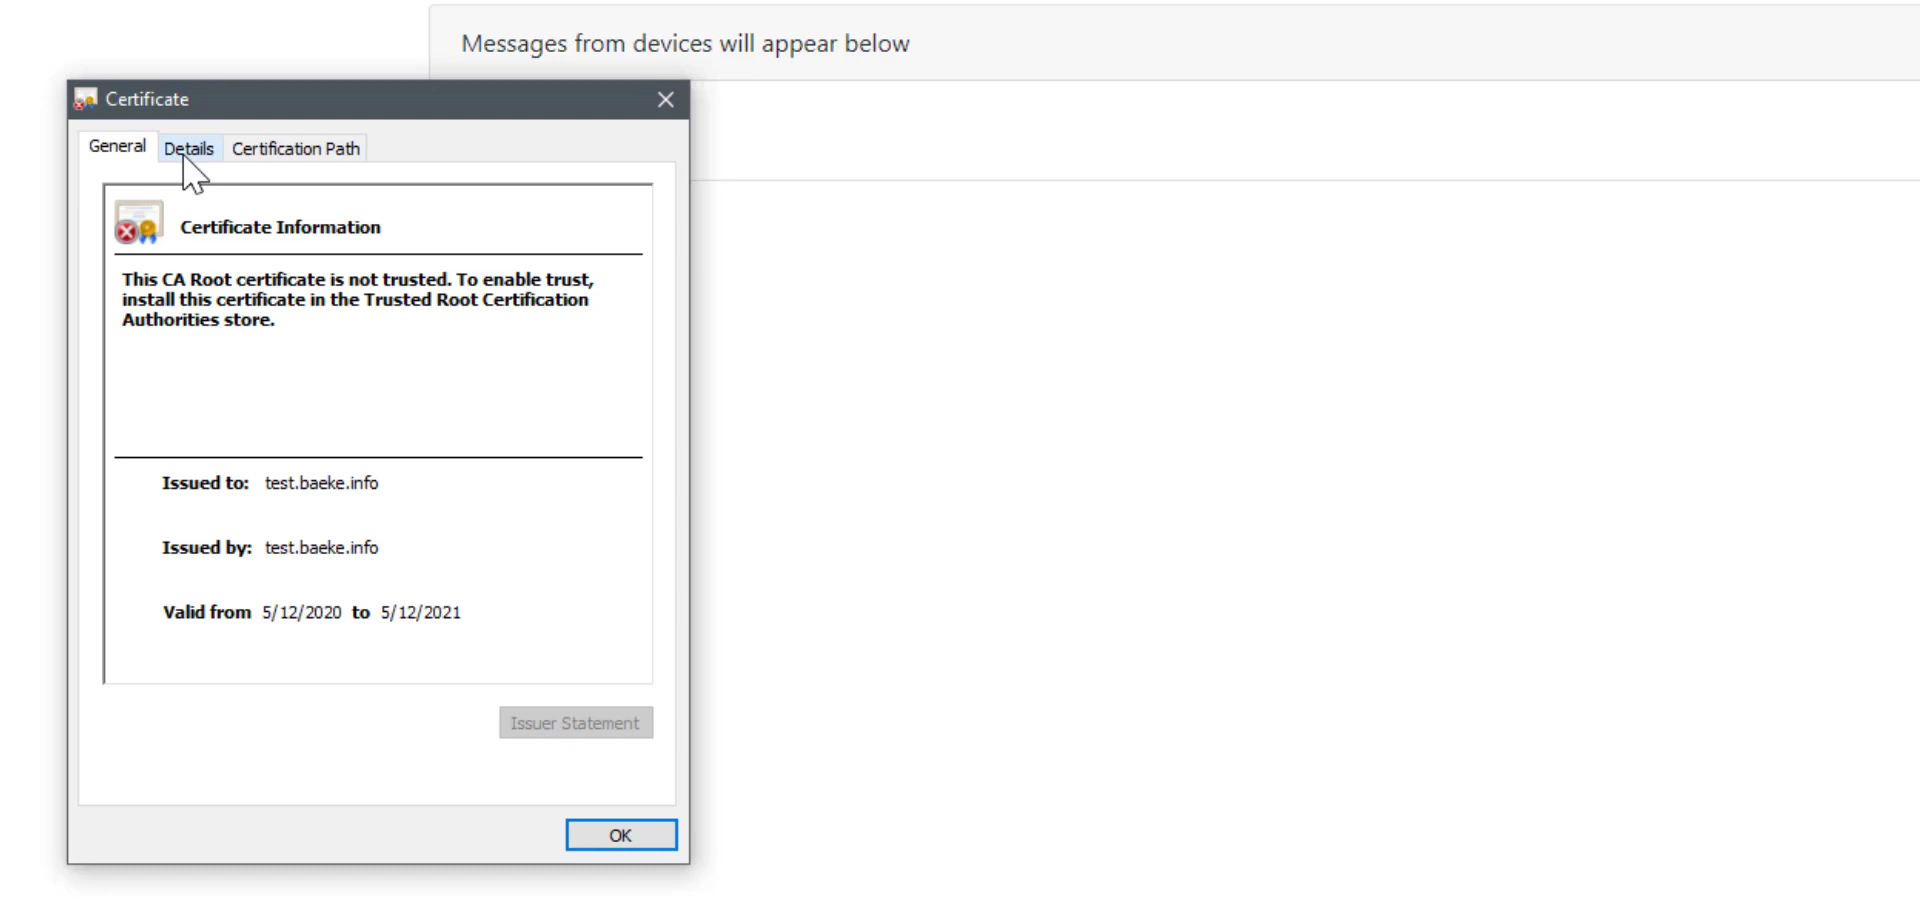 Messages from devices will appear below
Certificate
General Details Certification Path
Certificate Information
This CA Root certificate is not trusted. To enable trust,
install this certificate in the Trusted Root Certification
Authorities store.
Issued to: test.baeke.info
Issued by: test.baeke.info
Valid from 5/12/2020 to 5/12/2021
Issuer Statement
OK